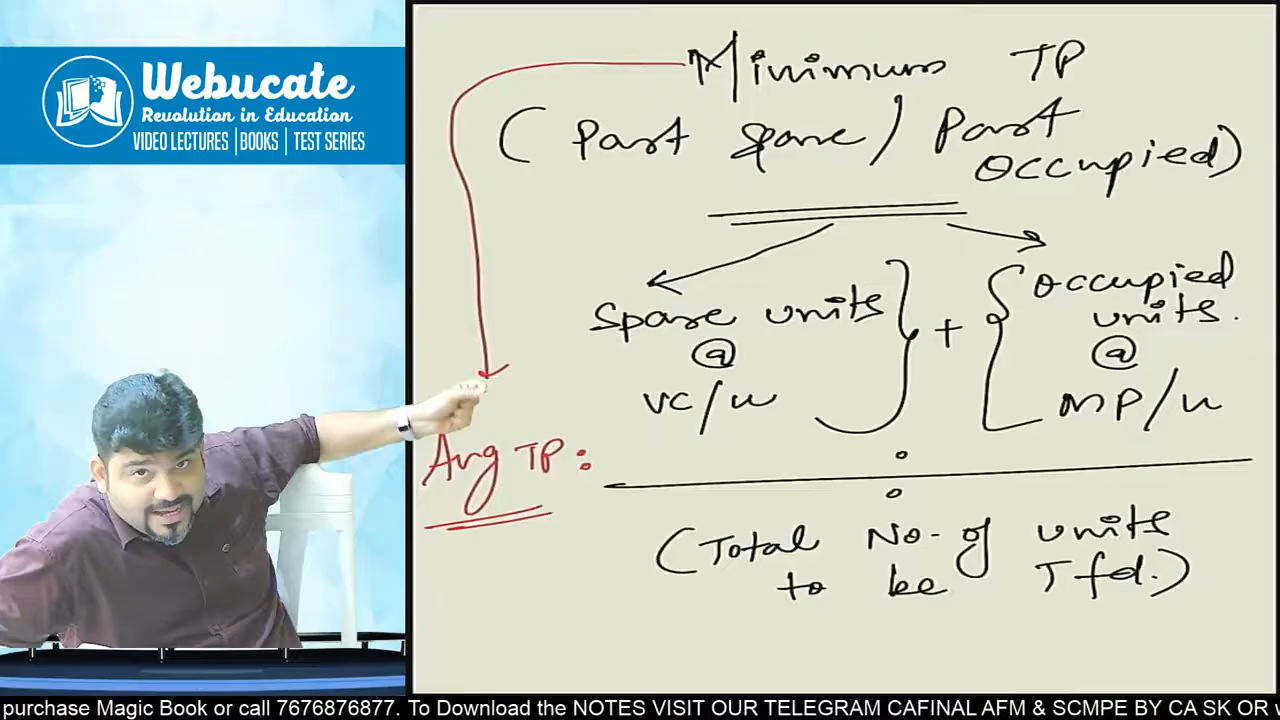 Webucate
Revolution in Education
VIDEO LECTURES | BOOKS | TEST SERIES
Minimum TP
(Part Spare / Part
Occupied)
Spare units
@
VC/u
+
Occupied
units.
@
MP/u
Avg TP:
÷
(Total No. of units
to be Tfd.)
purchase Magic Book or call 7676876877. To Download the NOTES VISIT OUR TELEGRAM CAFINAL AFM & SCMPE BY CA SK OR